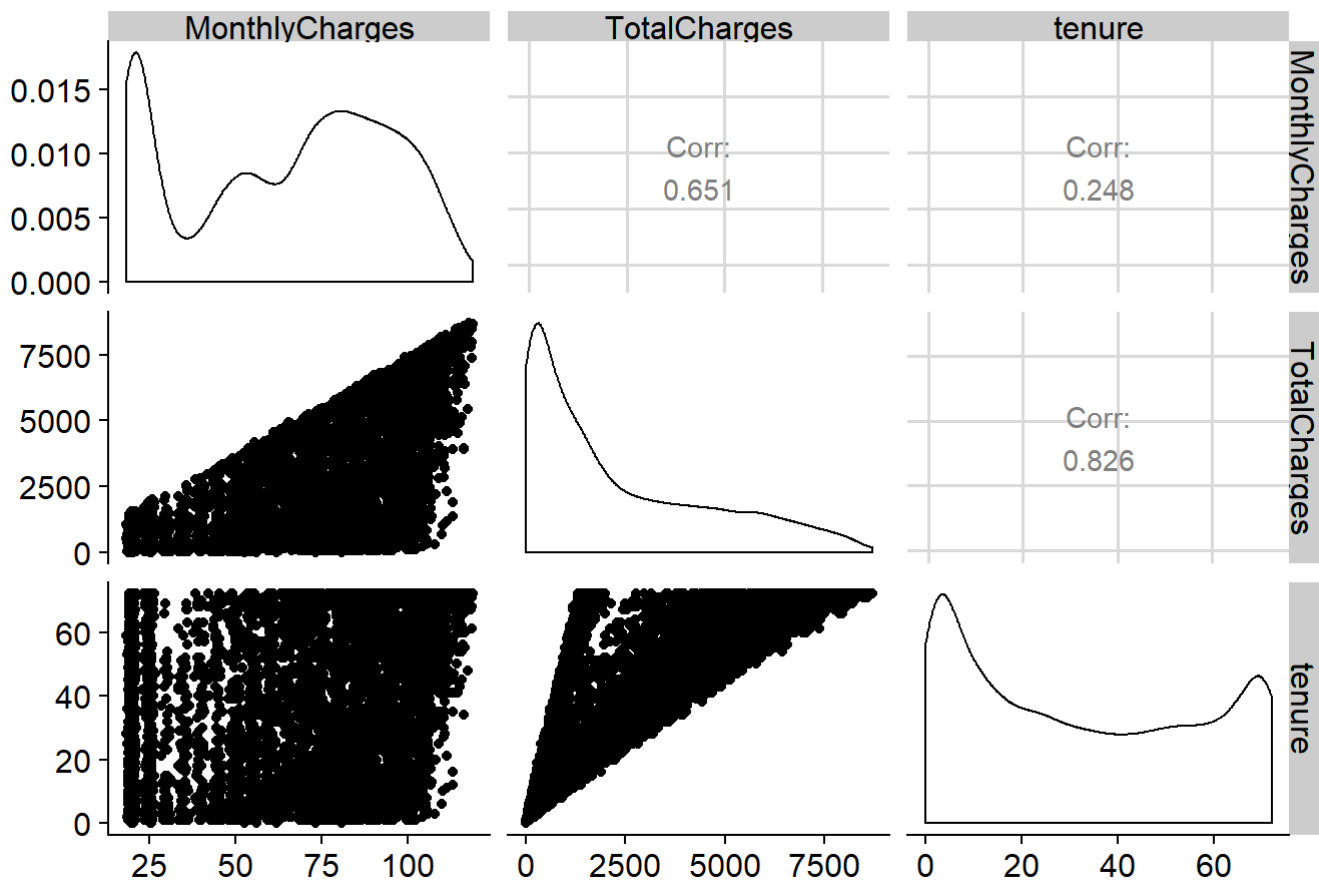 MonthlyCharges
TotalCharges
tenure
0.015
0.010
0.005
0.000
Corr:
0.651
Corr:
0.248
MonthlyCharges
7500
5000
2500
0
Corr:
0.826
TotalCharges
60
40
20
0
tenure
25 50 75 100
0 2500 5000 7500
0 20 40 60